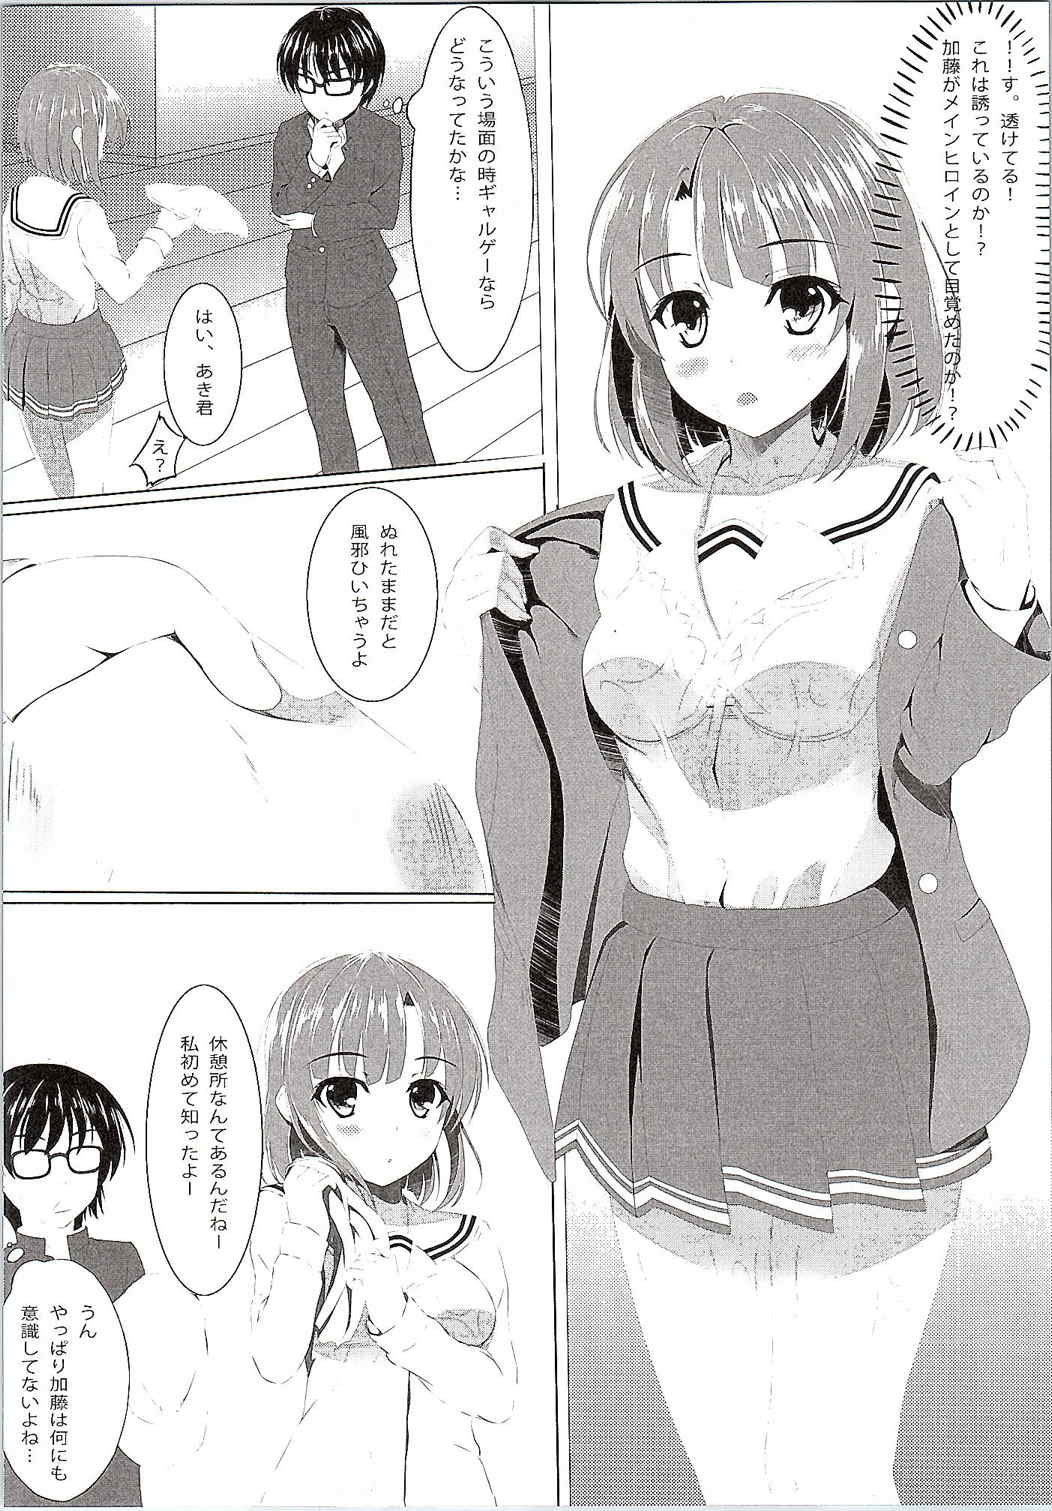 ！！す。透けてる！
これは誘っているのか！？
加藤がメインヒロインとして目覚めたのか！？
こういう場面の時ギャルゲーなら
どうなってたかな…
はい、あき君
え？
ぬれたままだと
風邪ひいちゃうよ
休憩所なんてあるんだねー
私初めて知ったよー
うん
やっぱり加藤は何にも
意識してないよね…